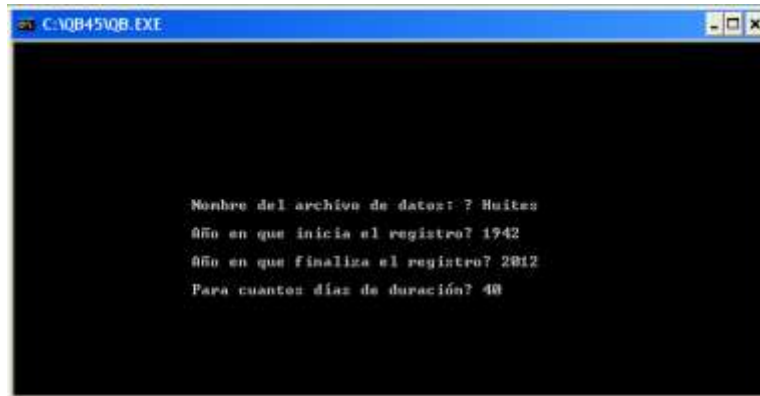 C:\QB45\QB.EXE
Nombre del archivo de datos: ? Huites
Año en que inicia el registro? 1942
Año en que finaliza el registro? 2012
Para cuantos días de duración? 40